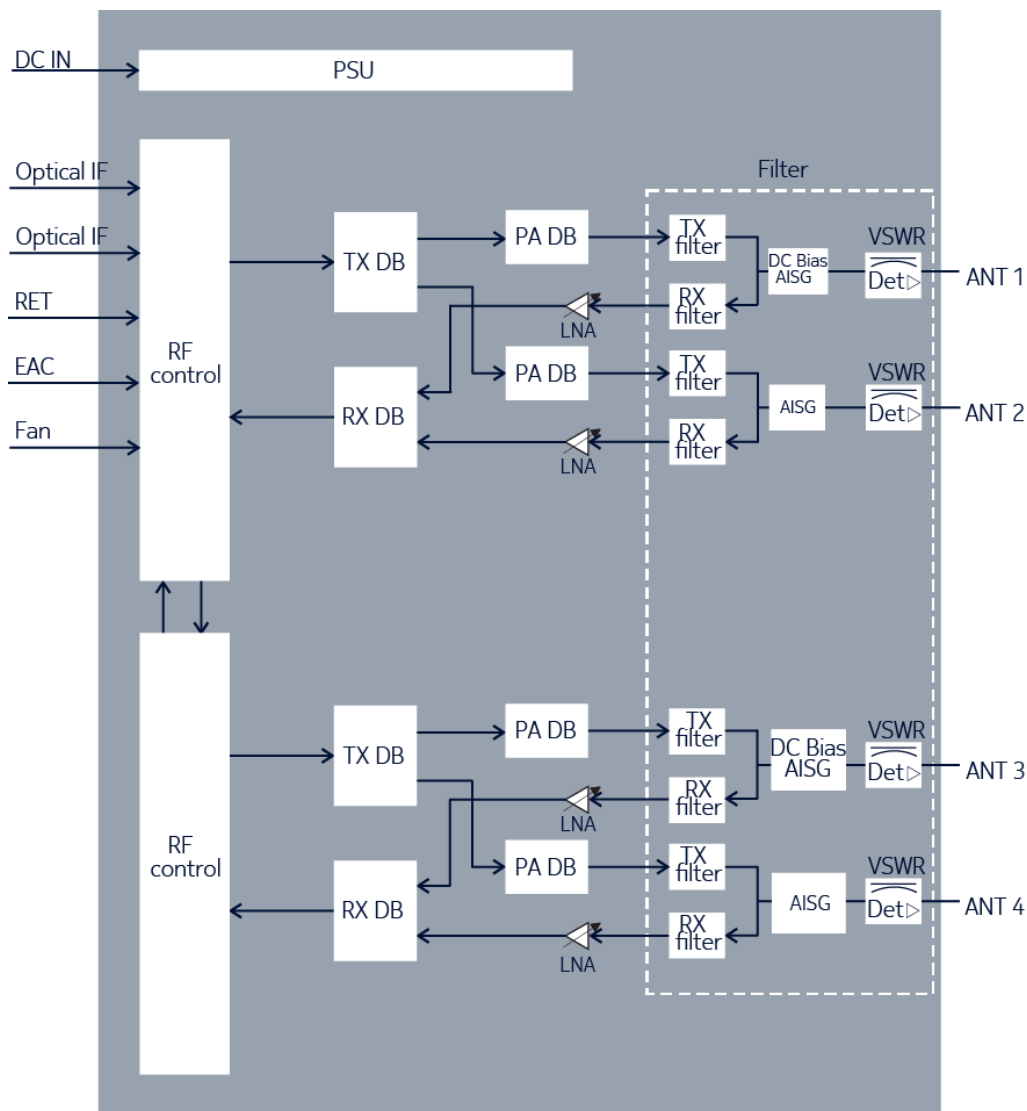 DC IN
PSU
Optical IF
Optical IF
RET
EAC
Fan
RF
control
TX DB
RX DB
PA DB
LNA
PA DB
LNA
Filter
TX
filter
RX
filter
DC Bias
AISG
VSWR
Det
ANT 1
TX
filter
RX
filter
AISG
VSWR
Det
ANT 2
RF
control
TX DB
RX DB
PA DB
LNA
PA DB
LNA
TX
filter
RX
filter
DC Bias
AISG
VSWR
Det
ANT 3
TX
filter
RX
filter
AISG
VSWR
Det
ANT 4